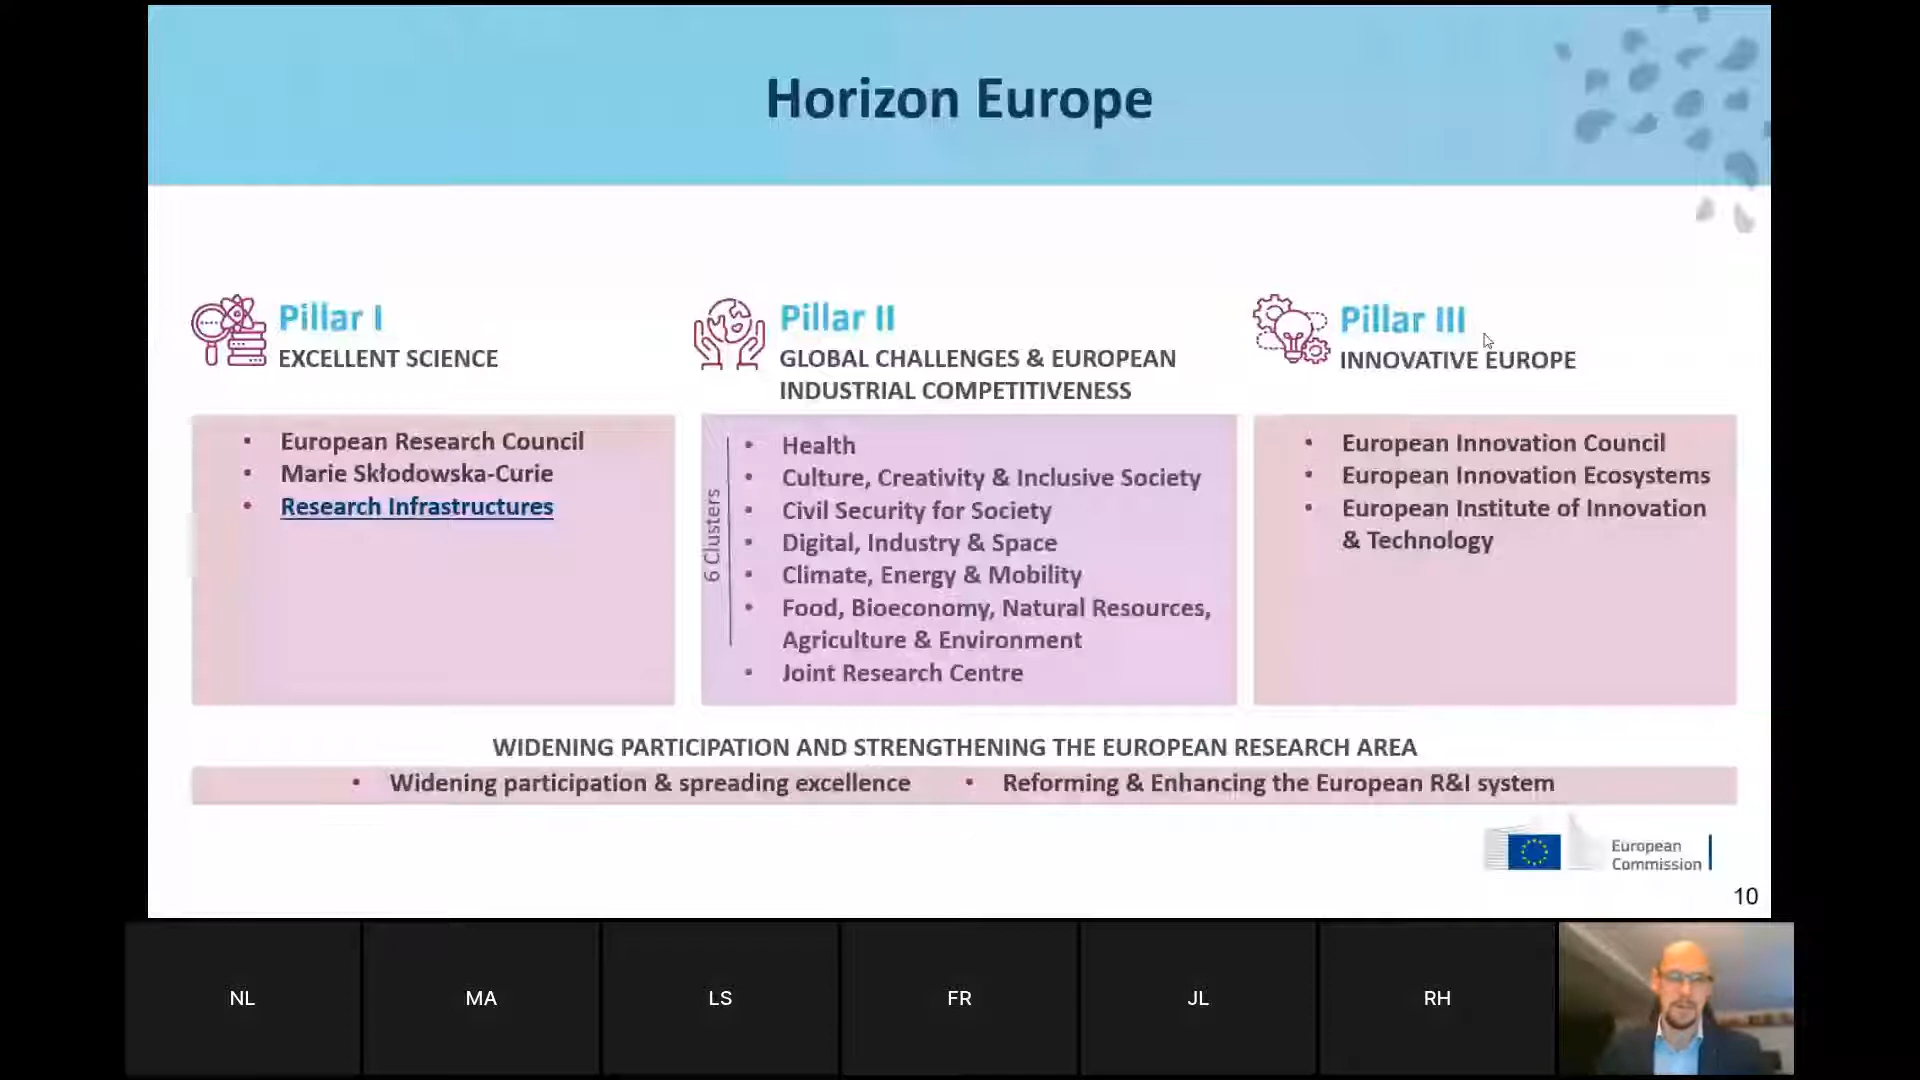 Horizon Europe
Pillar I
EXCELLENT SCIENCE
• European Research Council
• Marie Skłodowska-Curie
• Research Infrastructures
Pillar II
GLOBAL CHALLENGES & EUROPEAN
INDUSTRIAL COMPETITIVENESS
6 Clusters
• Health
• Culture, Creativity & Inclusive Society
• Civil Security for Society
• Digital, Industry & Space
• Climate, Energy & Mobility
• Food, Bioeconomy, Natural Resources,
Agriculture & Environment
• Joint Research Centre
Pillar III
INNOVATIVE EUROPE
• European Innovation Council
• European Innovation Ecosystems
• European Institute of Innovation
& Technology
WIDENING PARTICIPATION AND STRENGTHENING THE EUROPEAN RESEARCH AREA
• Widening participation & spreading excellence • Reforming & Enhancing the European R&I system
European
Commission
10
NL
MA
LS
FR
JL
RH